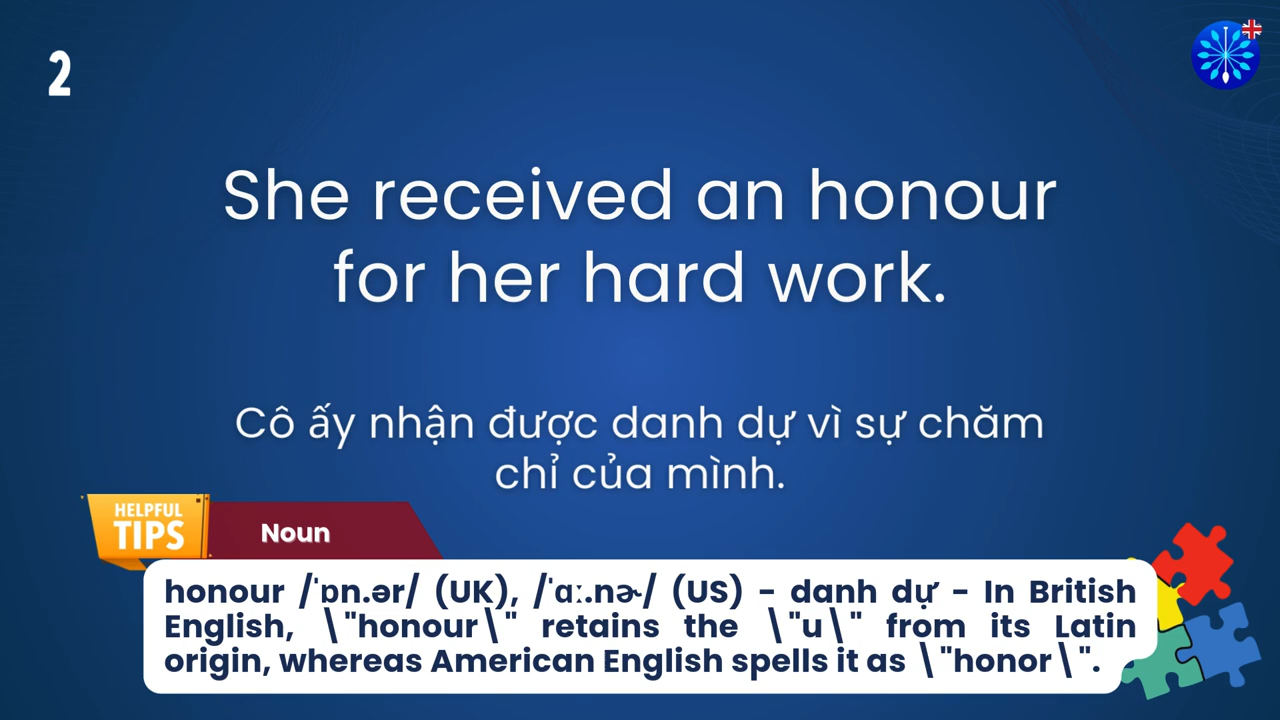 2
She received an honour
for her hard work.
Cô ấy nhận được danh dự vì sự chăm
chỉ của mình.
HELPFUL
TIPS
Noun
honour /ˈɒn.ər/ (UK), /ˈɑː.nɚ/ (US) - danh dự - In British
English, \"honour\" retains the \"u\" from its Latin
origin, whereas American English spells it as \"honor\".